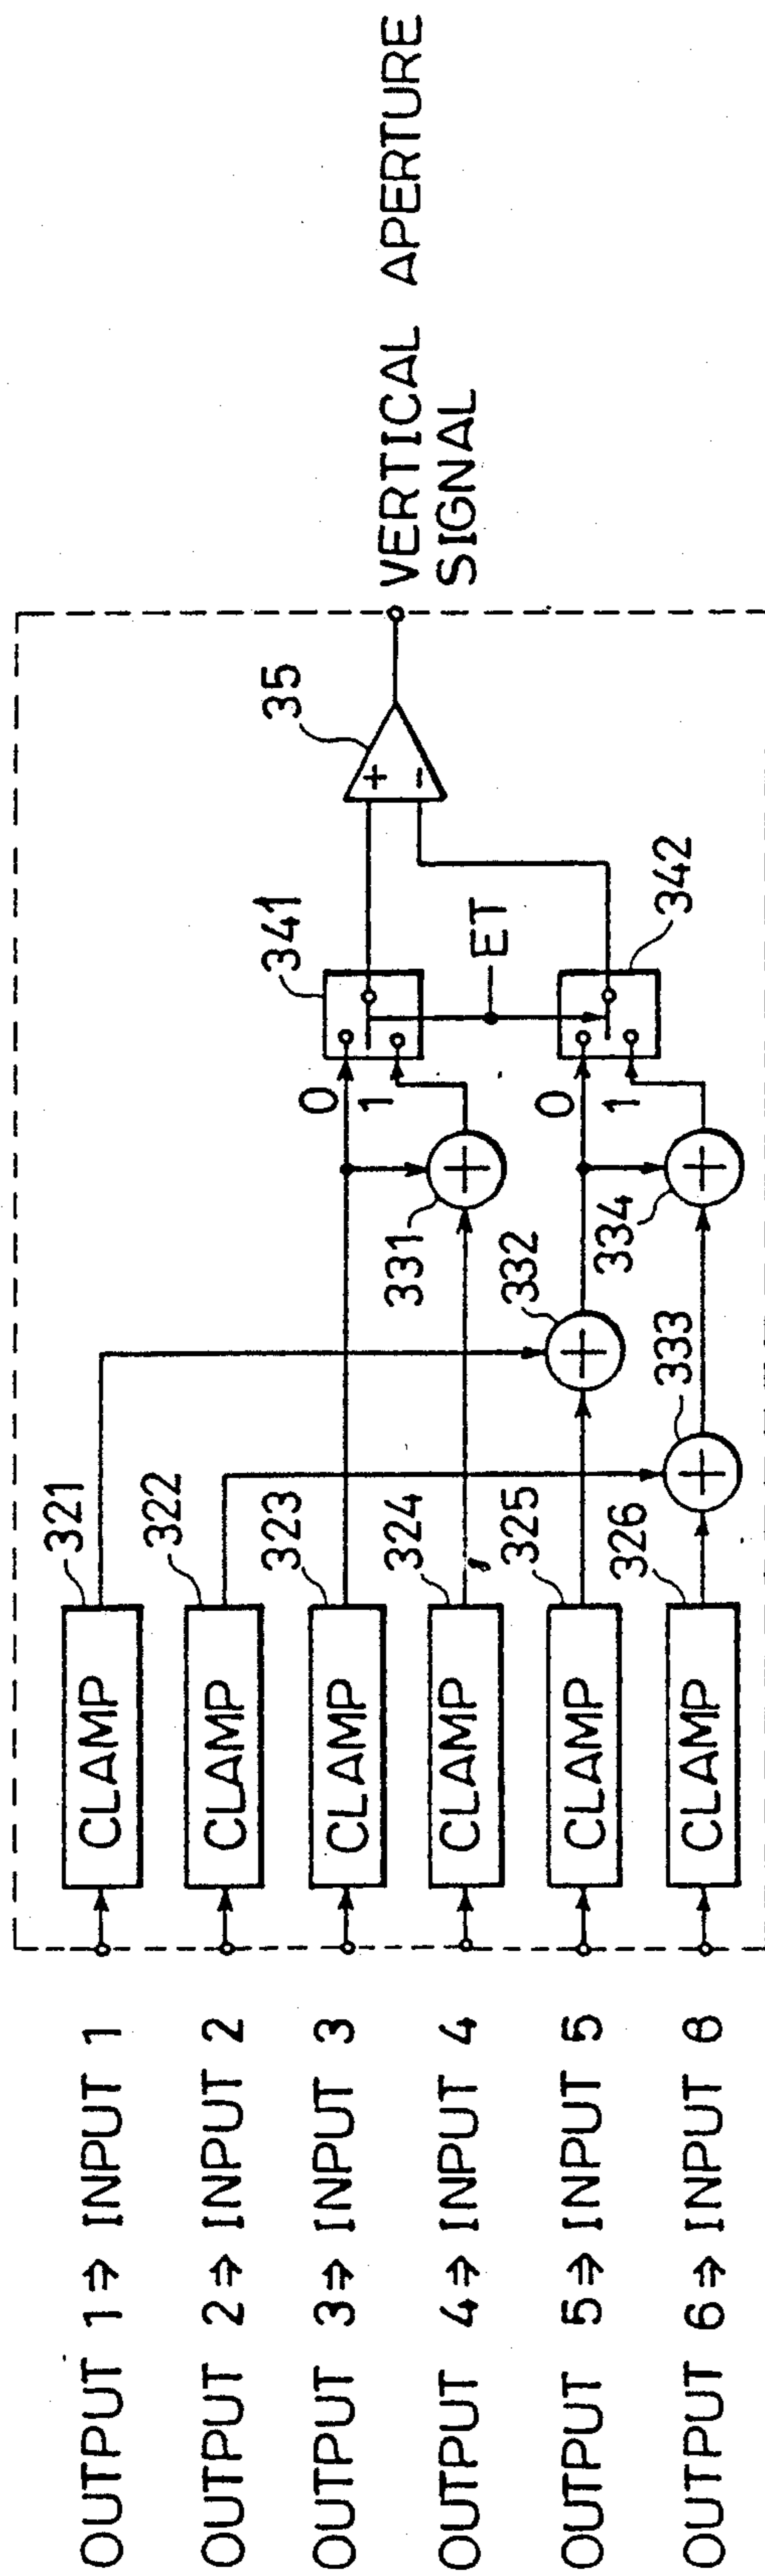 OUTPUT 1⇒ INPUT 1
OUTPUT 2⇒ INPUT 2
OUTPUT 3⇒ INPUT 3
OUTPUT 4⇒ INPUT 4
OUTPUT 5⇒ INPUT 5
OUTPUT 6⇒ INPUT 6
CLAMP
321
CLAMP
322
CLAMP
323
CLAMP
324
CLAMP
325
CLAMP
326
331
332
333
334
0
1
0
1
341
342
ET
35
+
−
VERTICAL APERTURE
SIGNAL